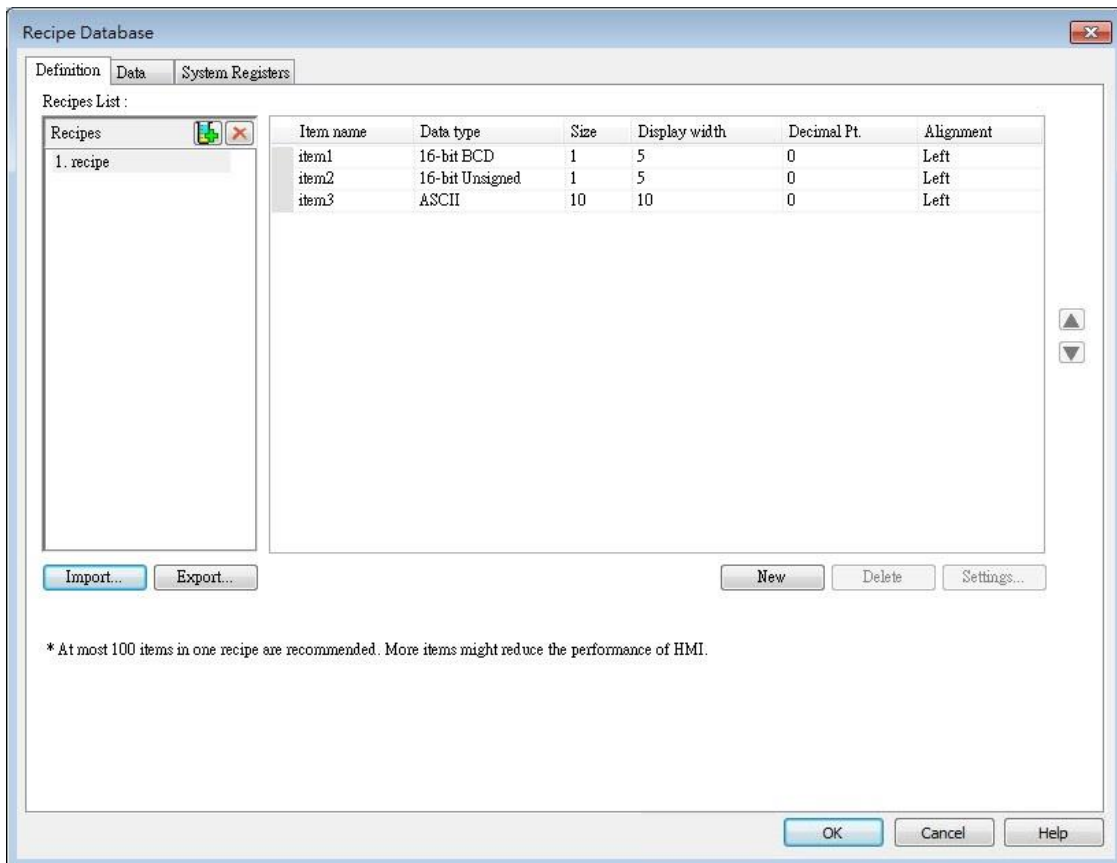 Recipe Database
Definition Data System Registers
Recipes List :
Recipes
1. recipe
Item name Data type Size Display width Decimal Pt. Alignment
item1 16-bit BCD 1 5 0 Left
item2 16-bit Unsigned 1 5 0 Left
item3 ASCII 10 10 0 Left
Import... Export... New Delete Settings...
* At most 100 items in one recipe are recommended. More items might reduce the performance of HMI.
OK Cancel Help